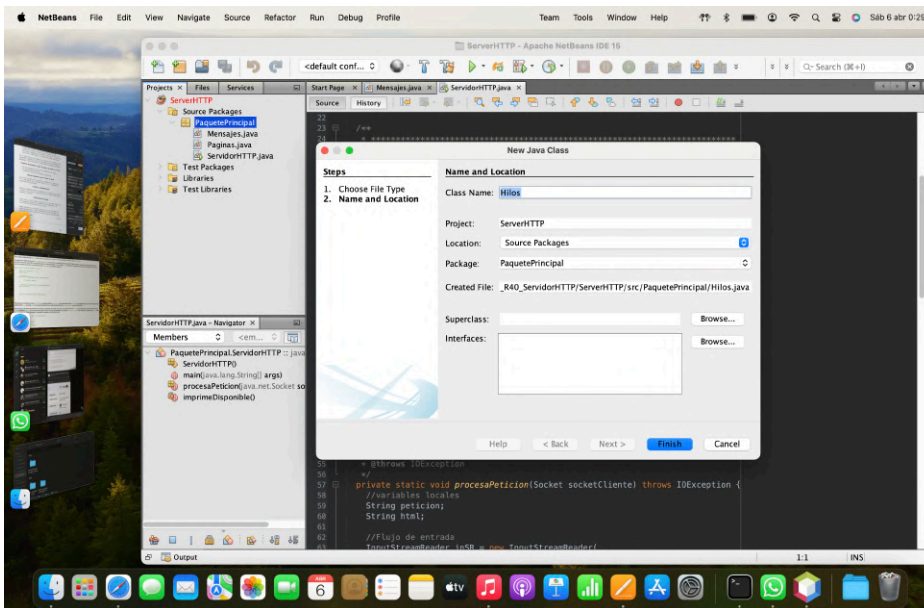 NetBeans File Edit View Navigate Source Refactor Run Debug Profile Team Tools Window Help Sáb 6 abr 0:29
ServerHTTP - Apache NetBeans IDE 15
<default conf... Search (⌘+I)
Projects Files Services
Start Page Mensajes.java ServidorHTTP.java
Source History
ServerHTTP
Source Packages
PaquetePrincipal
Mensajes.java
Paginas.java
ServidorHTTP.java
Test Packages
Libraries
Test Libraries
22
23 /**
24
New Java Class
Steps
1. Choose File Type
2. Name and Location
Name and Location
Class Name: Hilos
Project: ServerHTTP
Location: Source Packages
Package: PaquetePrincipal
Created File: _R40_ServidorHTTP/ServerHTTP/src/PaquetePrincipal/Hilos.java
Superclass: Browse...
Interfaces: Browse...
Help < Back Next > Finish Cancel
ServidorHTTP.java - Navigator
Members <em...
PaquetePrincipal.ServidorHTTP :: java
ServidorHTTP()
main(java.lang.String[] args)
procesaPeticion(java.net.Socket so
imprimeDisponible()
55 * @throws IOException
56 */
57 private static void procesaPeticion(Socket socketCliente) throws IOException {
58 //variables locales
59 String peticion;
60 String html;
61
62 //Flujo de entrada
63 InputStreamReader inSR = new InputStreamReader(
Output
1:1 INS
ABR
6
tv